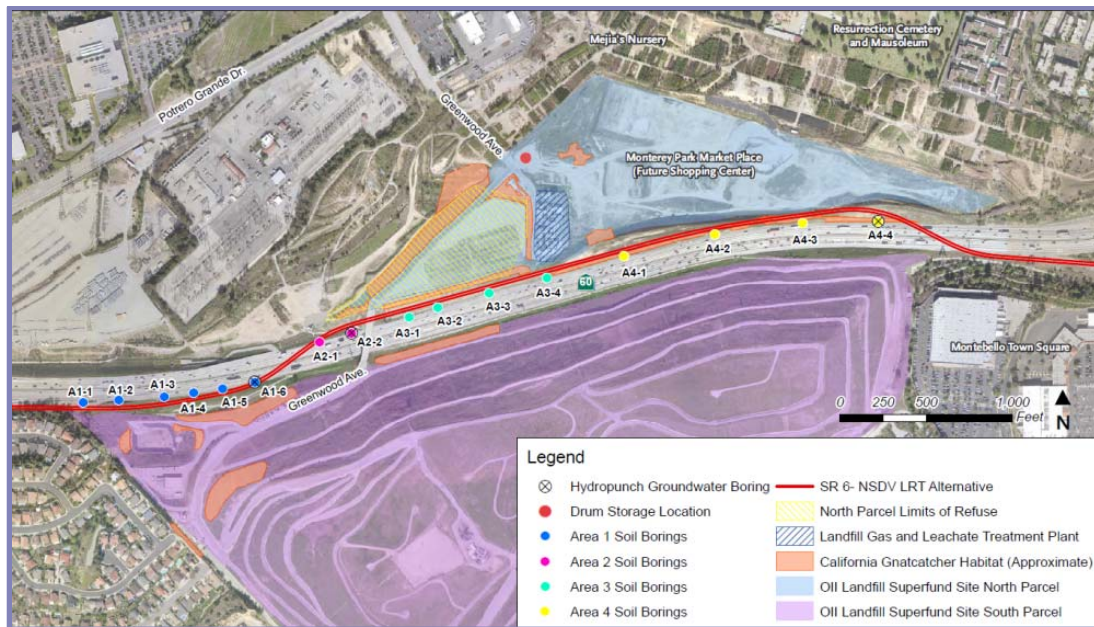 Mejia's Nursery
Resurrection Cemetery
and Mausoleum
Potrero Grande Dr.
Greenwood Ave.
Monterey Park Market Place
(Future Shopping Center)
A4-4
A4-3
A4-2
A4-1
60
A3-4
A3-3
A3-2
A3-1
A2-2
A2-1
Greenwood Ave.
A1-1
A1-2
A1-3
A1-4
A1-5
A1-6
Montebello Town Square
0 250 500 1,000
Feet
N
Legend
Hydropunch Groundwater Boring
Drum Storage Location
Area 1 Soil Borings
Area 2 Soil Borings
Area 3 Soil Borings
Area 4 Soil Borings
SR 6- NSDV LRT Alternative
North Parcel Limits of Refuse
Landfill Gas and Leachate Treatment Plant
California Gnatcatcher Habitat (Approximate)
OII Landfill Superfund Site North Parcel
OII Landfill Superfund Site South Parcel